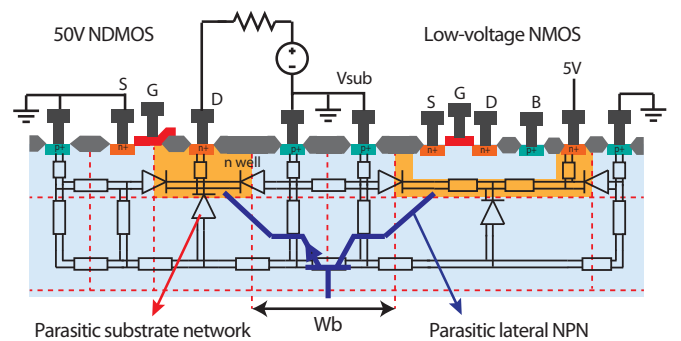 50V NDMOS
Low-voltage NMOS
S
G
D
+
-
Vsub
S
G
D
B
5V
p+
n+
n+
p+
p+
n+
n+
p+
n+
p+
n well
Wb
Parasitic substrate network
Parasitic lateral NPN